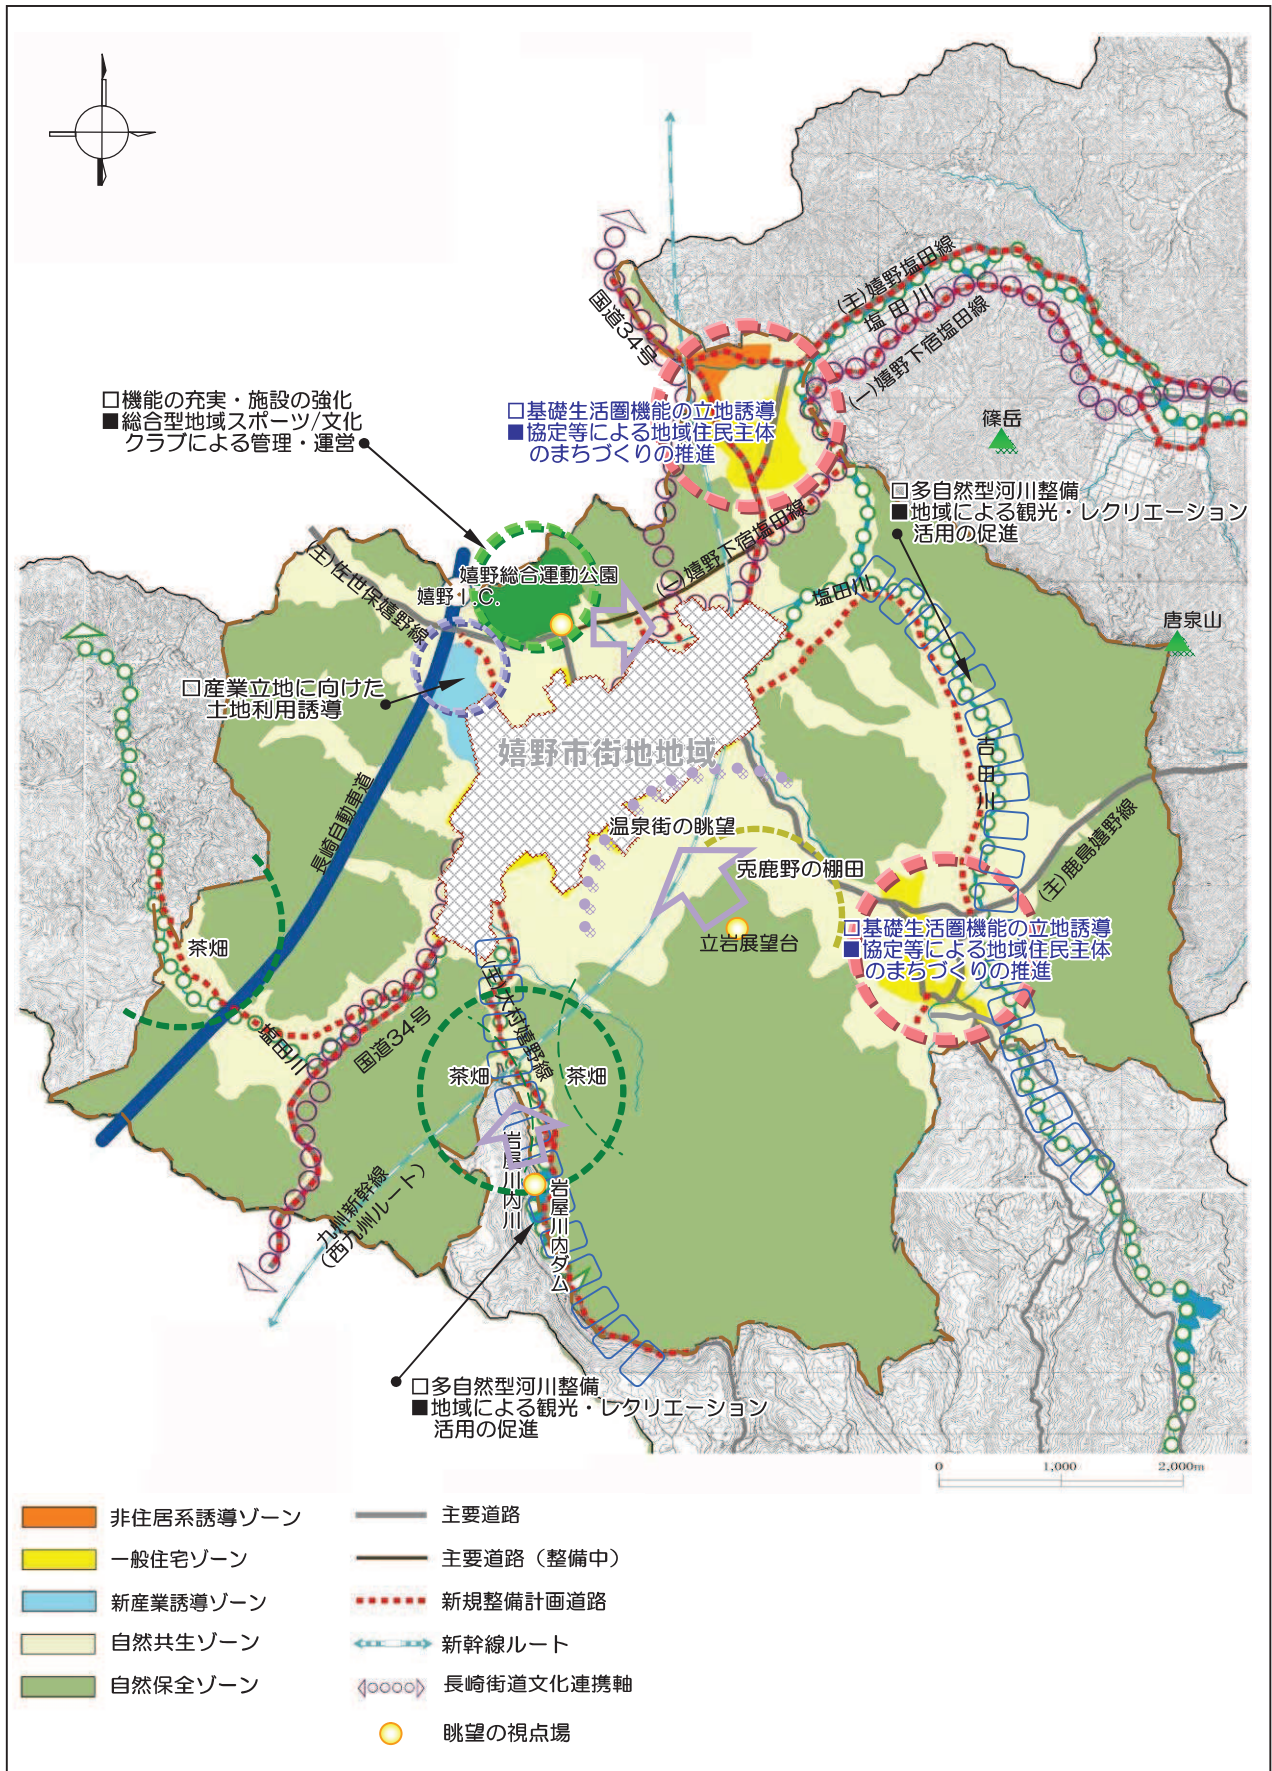 (主)嬉野塩田線
塩田川
(一)嬉野下宿塩田線
国道34号
□機能の充実・施設の強化
■総合型地域スポーツ/文化
クラブによる管理・運営
□基礎生活圏機能の立地誘導
■協定等による地域住民主体
のまちづくりの推進
篠岳
□多自然型河川整備
■地域による観光・レクリエーション
活用の促進
(一)嬉野下宿塩田線
(主)佐世保嬉野線
嬉野総合運動公園
嬉野I.C.
塩田川
唐泉山
□産業立地に向けた
土地利用誘導
嬉野市街地地域
吉田川
長崎自動車道
温泉街の眺望
(主)鹿島嬉野線
兎鹿野の棚田
茶畑
立岩展望台
□基礎生活圏機能の立地誘導
■協定等による地域住民主体
のまちづくりの推進
(主)大村嬉野線
塩田川
国道34号
茶畑
茶畑
岩屋川内川
九州新幹線
(西九州ルート)
岩屋川内ダム
□多自然型河川整備
■地域による観光・レクリエーション
活用の促進
0 1,000 2,000m
非住居系誘導ゾーン
一般住宅ゾーン
新産業誘導ゾーン
自然共生ゾーン
自然保全ゾーン
主要道路
主要道路(整備中)
新規整備計画道路
新幹線ルート
長崎街道文化連携軸
眺望の視点場